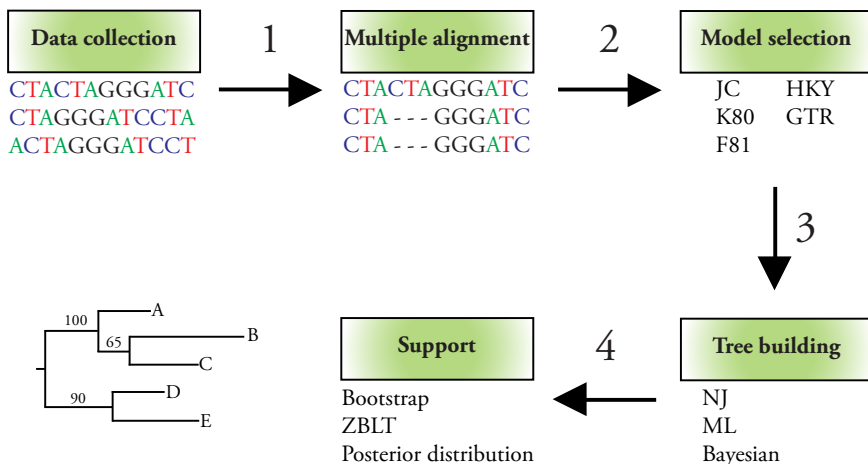 Data collection
1
Multiple alignment
2
Model selection
CTACTAGGGATC
CTAGGGATCCTA
ACTAGGGATCCT
CTACTAGGGATC
CTA - - - GGGATC
CTA - - - GGGATC
JC HKY
K80 GTR
F81
3
Tree building
NJ
ML
Bayesian
4
Support
Bootstrap
ZBLT
Posterior distribution
100
A
65
B
C
90
D
E